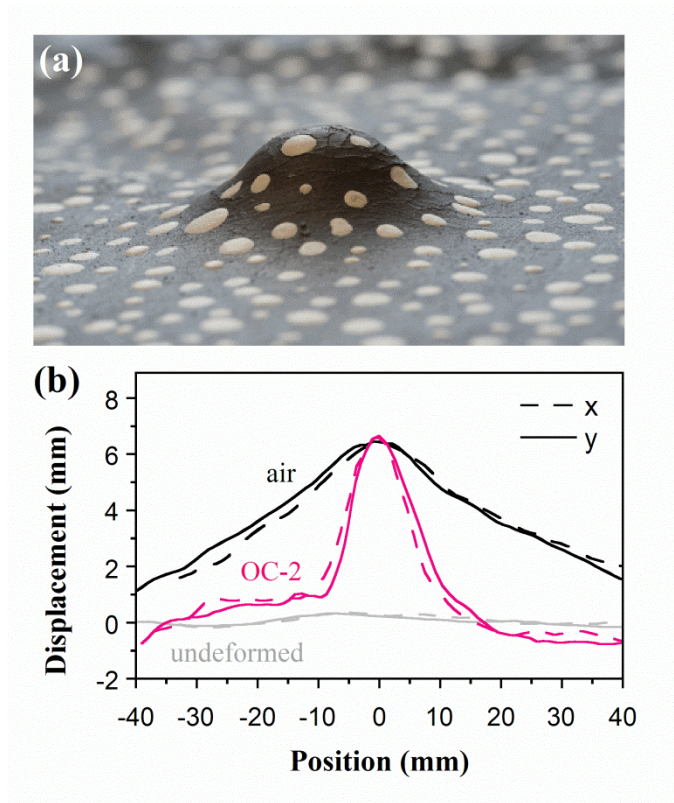 (a)
(b)
8
6
4
2
0
-2
Displacement (mm)
x
y
air
OC-2
undeformed
-40 -30 -20 -10 0 10 20 30 40
Position (mm)